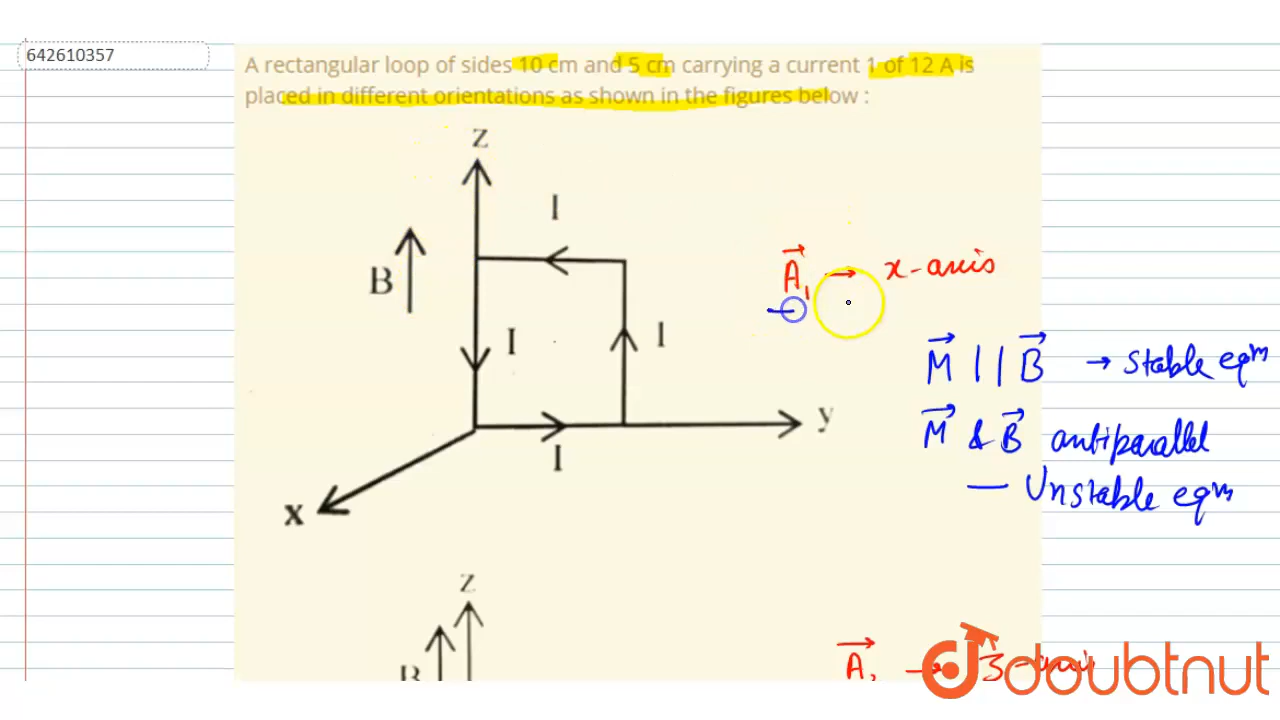 642610357
A rectangular loop of sides 10 cm and 5 cm carrying a current 1 of 12 A is
placed in different orientations as shown in the figures below :
Z
I
B
A₁ → x-axis
I
I
M || B → Stable eqm
y
M & B antiparallel
I
— Unstable eqm
x
Z
B
A →
doubtnut